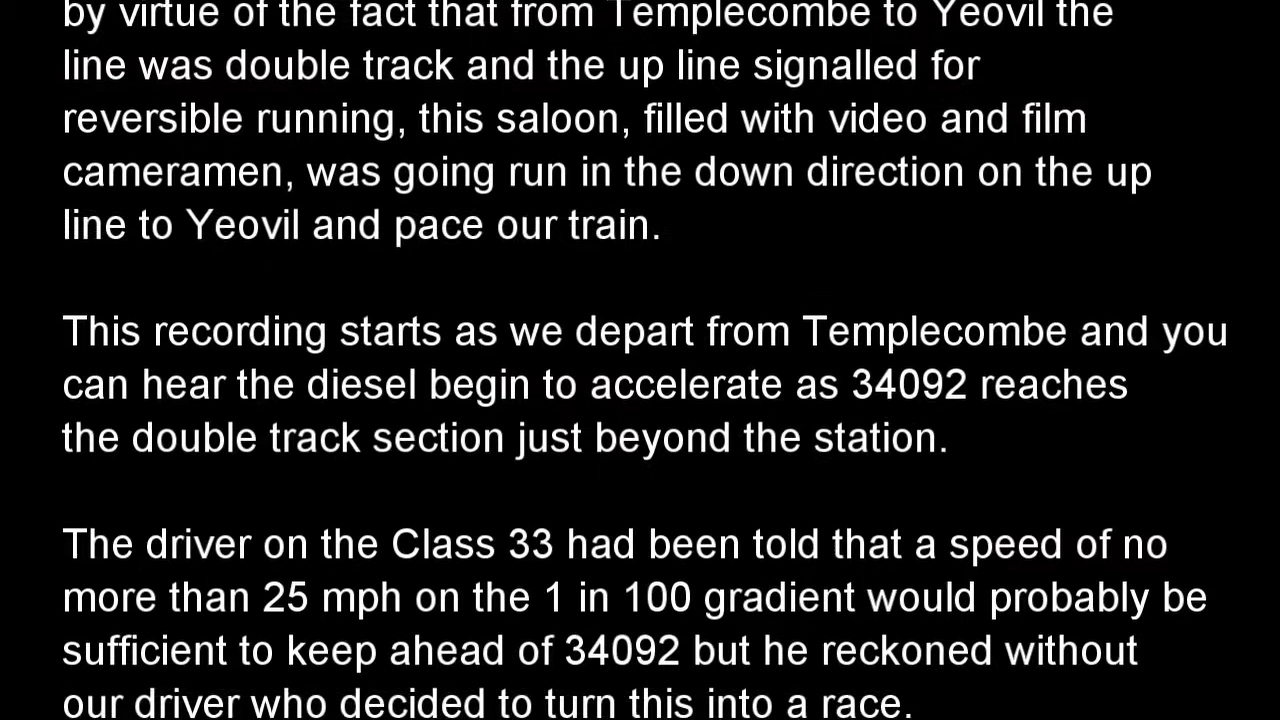 by virtue of the fact that from Templecombe to Yeovil the
line was double track and the up line signalled for
reversible running, this saloon, filled with video and film
cameramen, was going run in the down direction on the up
line to Yeovil and pace our train.
This recording starts as we depart from Templecombe and you
can hear the diesel begin to accelerate as 34092 reaches
the double track section just beyond the station.
The driver on the Class 33 had been told that a speed of no
more than 25 mph on the 1 in 100 gradient would probably be
sufficient to keep ahead of 34092 but he reckoned without
our driver who decided to turn this into a race.